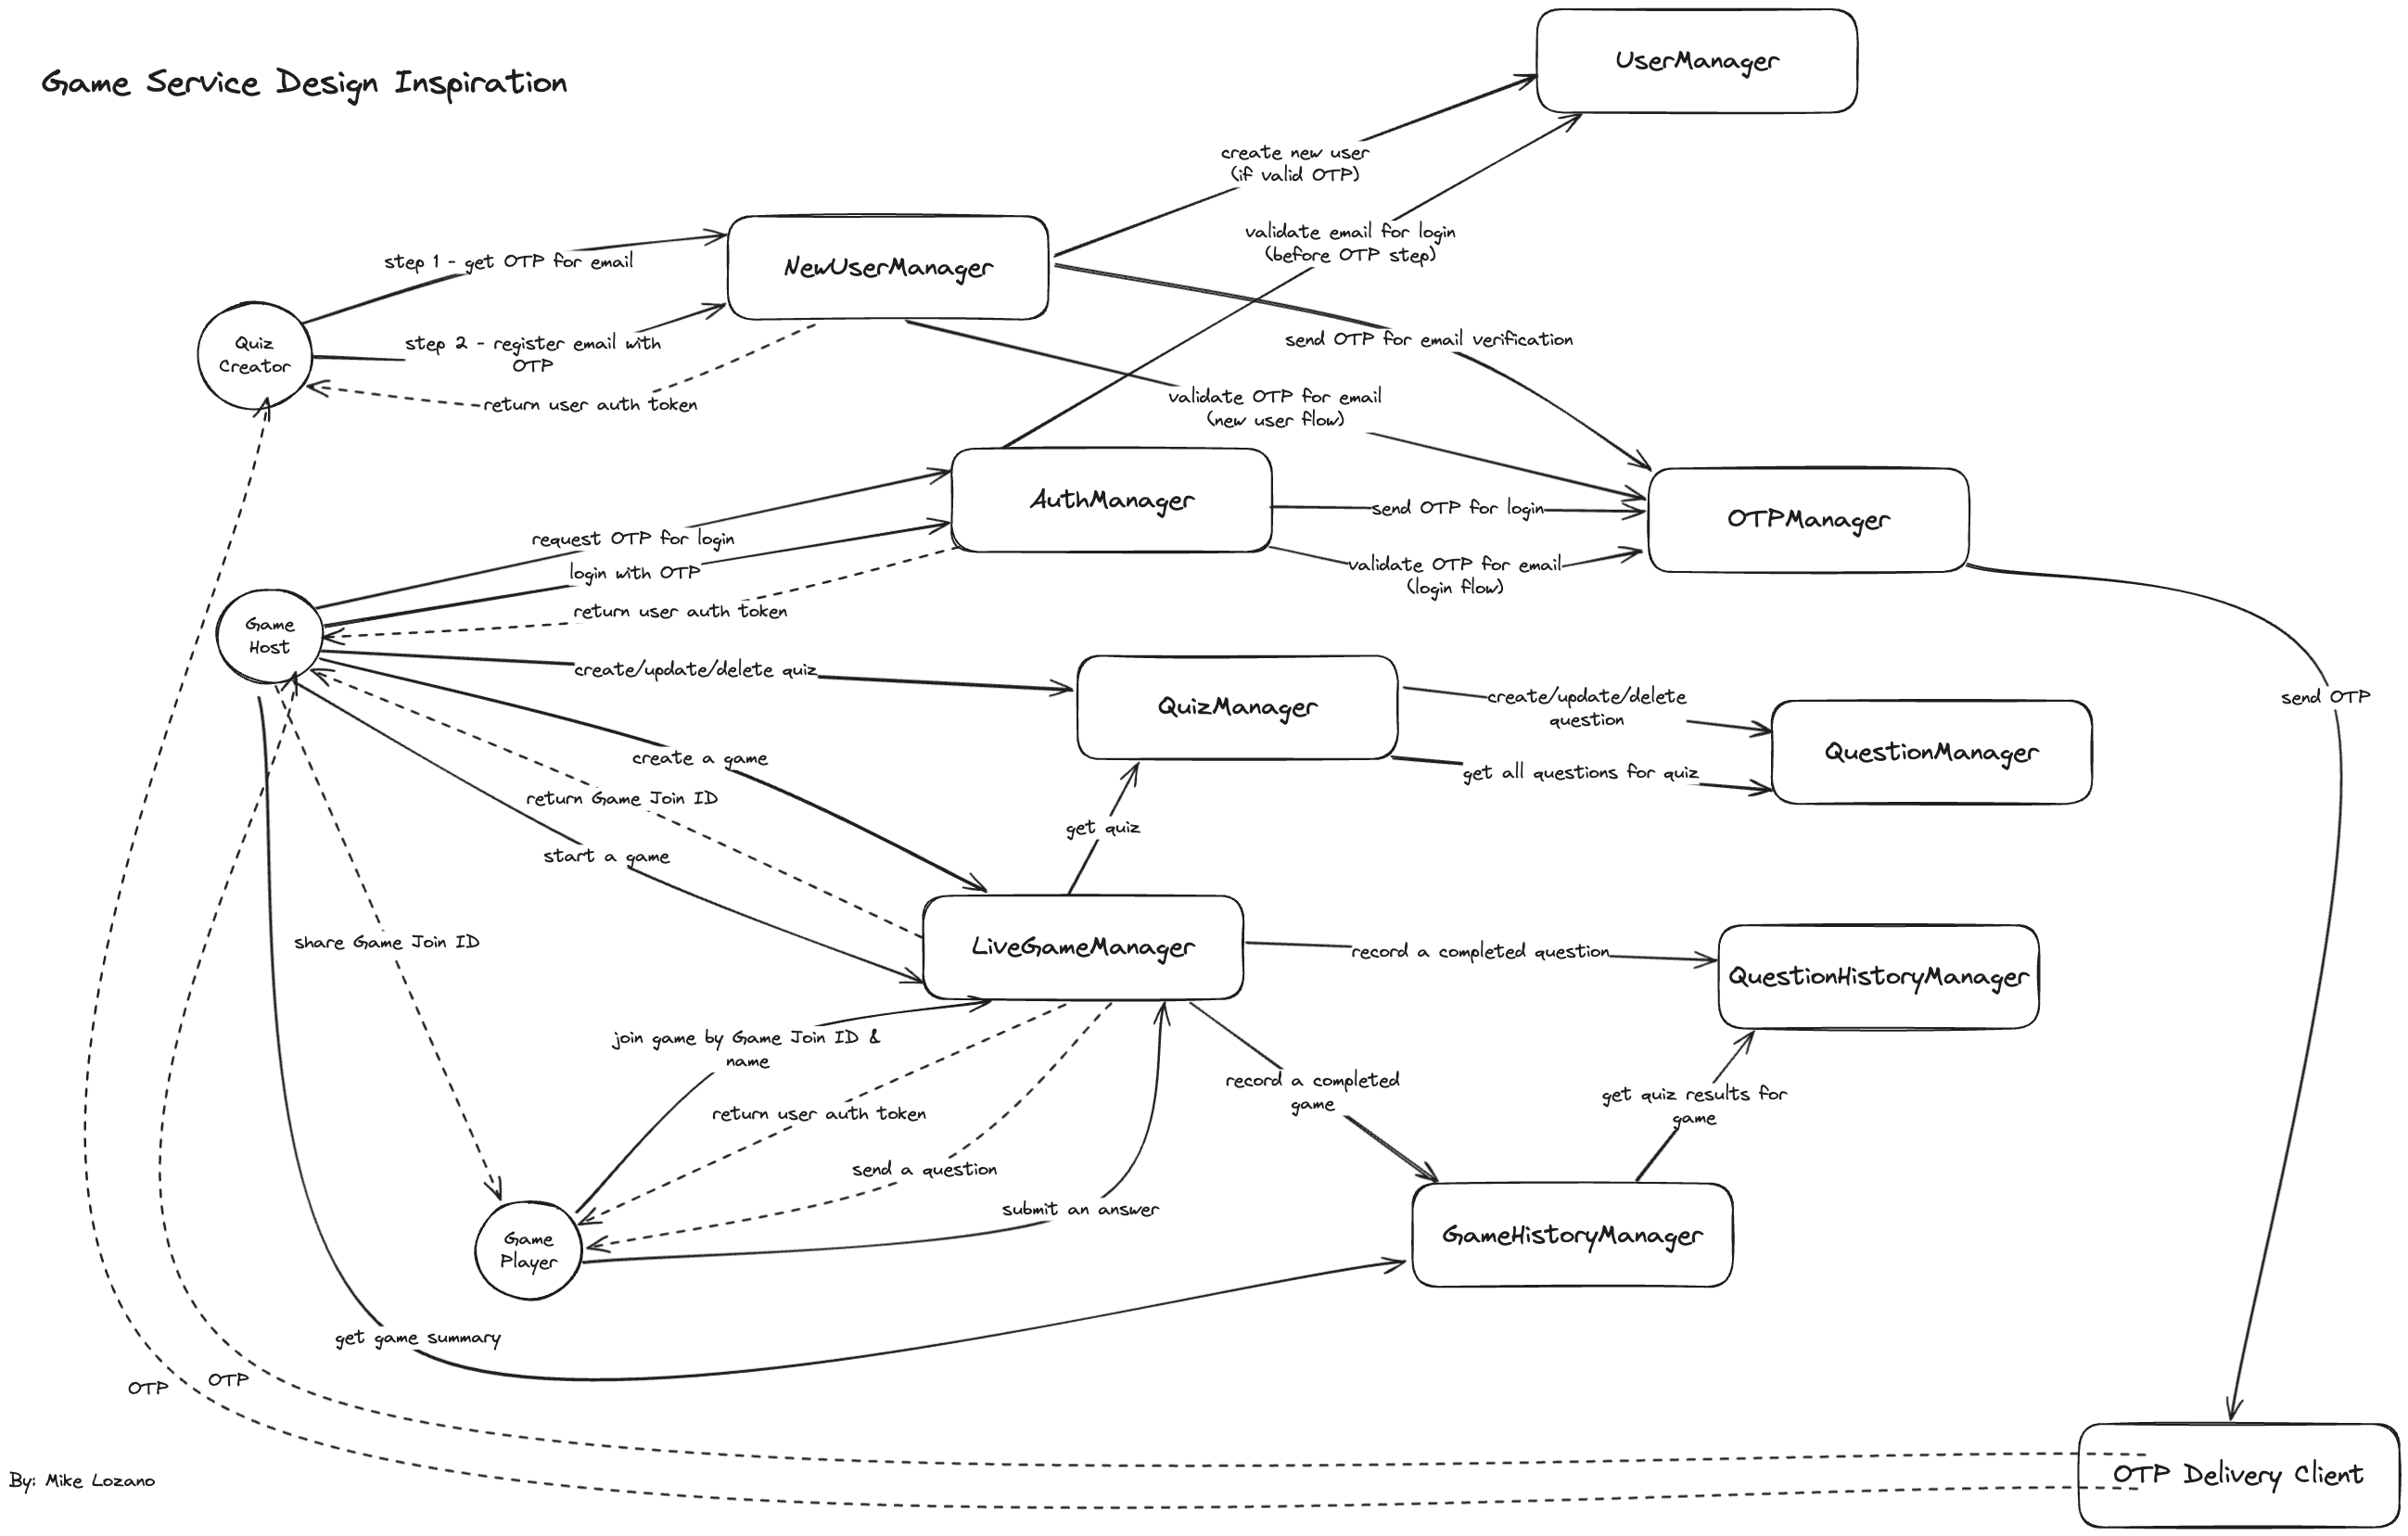 Game Service Design Inspiration
UserManager
create new user
(if valid OTP)
validate email for login
(before OTP step)
step 1 - get OTP for email
NewUserManager
Quiz
Creator
step 2 - register email with
OTP
send OTP for email verification
return user auth token
validate OTP for email
(new user flow)
AuthManager
send OTP for login
OTPManager
request OTP for login
login with OTP
validate OTP for email
(login flow)
return user auth token
Game
Host
create/update/delete quiz
QuizManager
create/update/delete
question
send OTP
QuestionManager
create a game
get all questions for quiz
return Game Join ID
get quiz
start a game
share Game Join ID
LiveGameManager
record a completed question
QuestionHistoryManager
join game by Game Join ID &
name
record a completed
game
get quiz results for
game
return user auth token
send a question
submit an answer
Game
Player
GameHistoryManager
get game summary
OTP
OTP
OTP Delivery Client
By: Mike Lozano